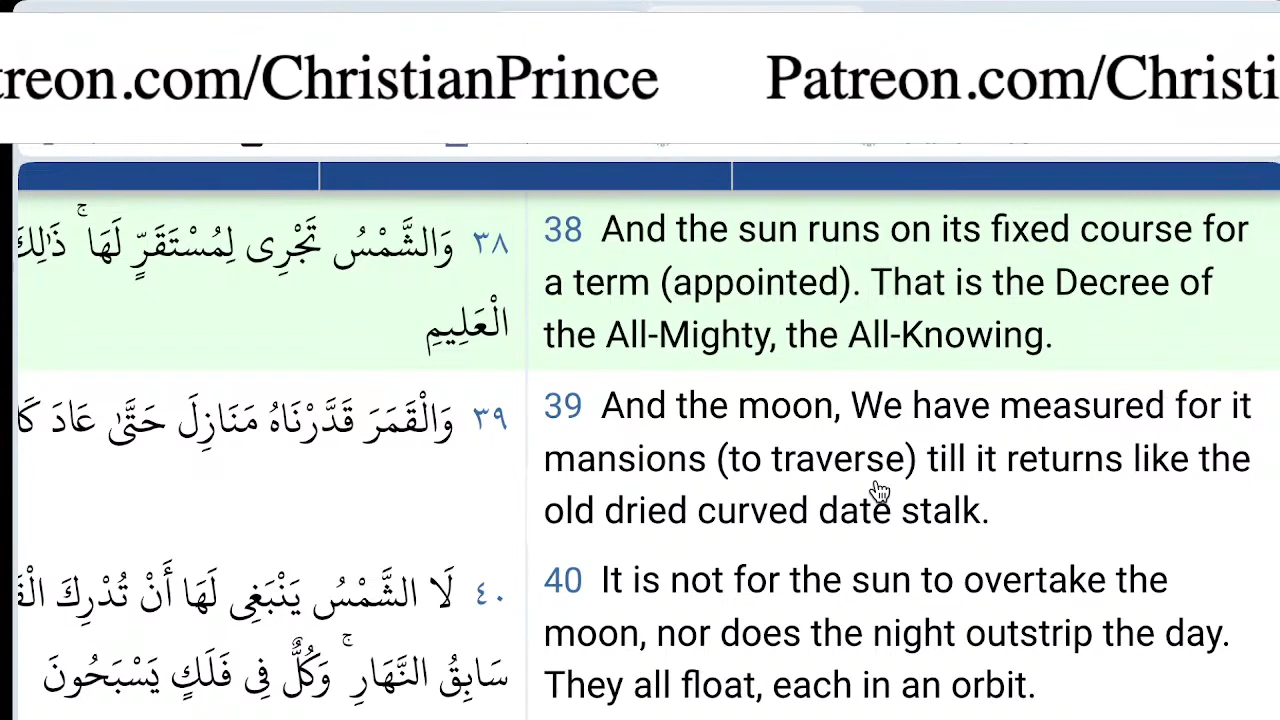 treon.com/ChristianPrince Patreon.com/Christi
٣٨ وَالشَّمْسُ تَجْرِى لِمُسْتَقَرٍّ لَهَا ۚ ذَٰلِكَ
الْعَلِيمِ
38 And the sun runs on its fixed course for
a term (appointed). That is the Decree of
the All-Mighty, the All-Knowing.
٣٩ وَالْقَمَرَ قَدَّرْنَاهُ مَنَازِلَ حَتَّىٰ عَادَ كَا
39 And the moon, We have measured for it
mansions (to traverse) till it returns like the
old dried curved date stalk.
٤٠ لَا الشَّمْسُ يَنْبَغِى لَهَا أَنْ تُدْرِكَ الْقَ
سَابِقُ النَّهَارِ ۚ وَكُلٌّ فِى فَلَكٍ يَسْبَحُونَ
40 It is not for the sun to overtake the
moon, nor does the night outstrip the day.
They all float, each in an orbit.